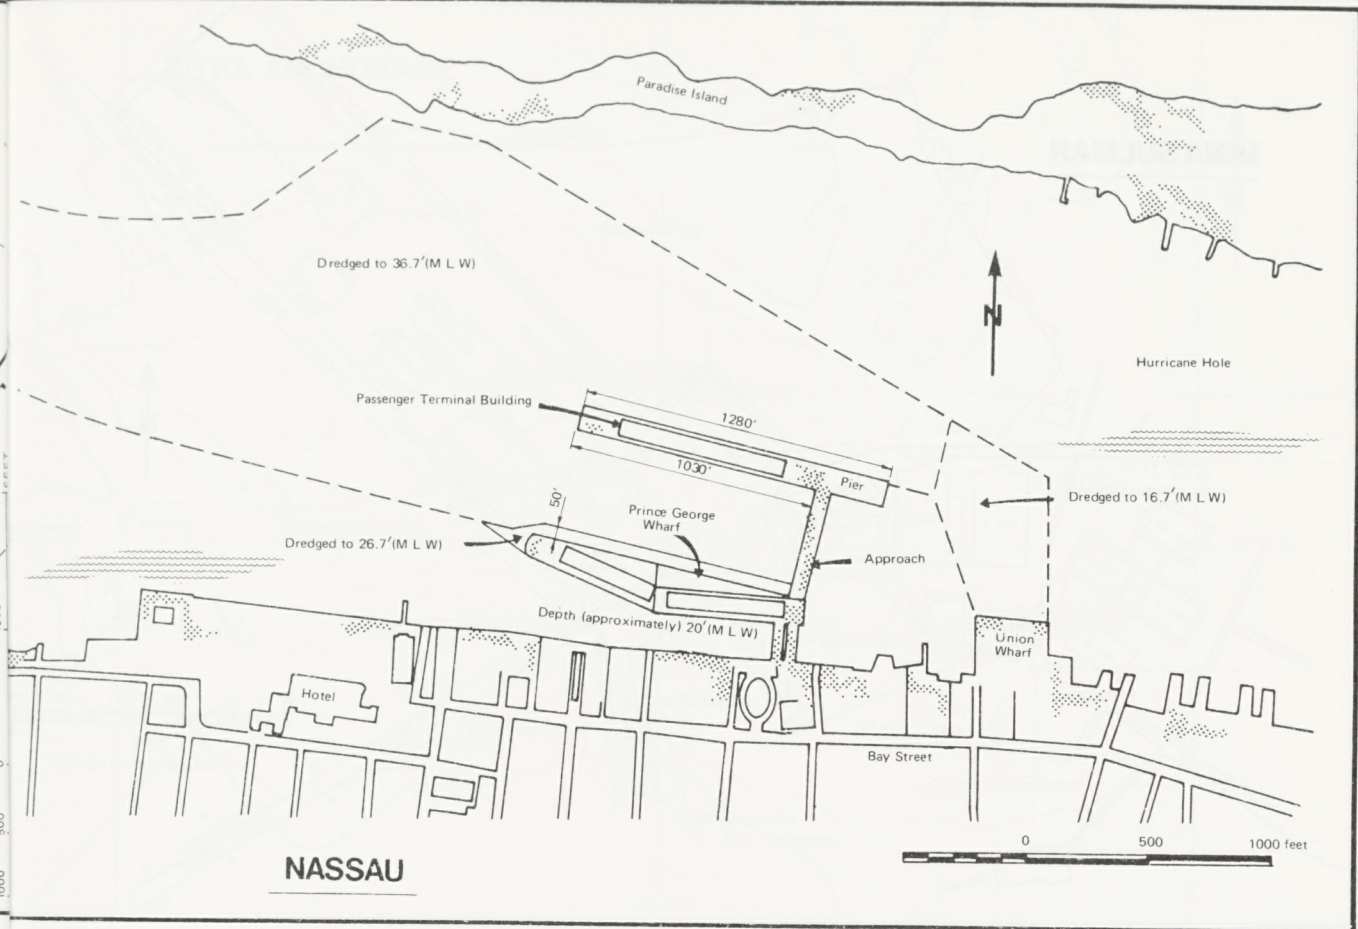 Paradise Island
Dredged to 36.7'(M L W)
N
Hurricane Hole
Passenger Terminal Building
1280'
1030'
Pier
Dredged to 16.7'(M L W)
50'
Prince George
Wharf
Dredged to 26.7'(M L W)
Approach
Depth (approximately) 20'(M L W)
Union
Wharf
Hotel
Bay Street
0
500
1000 feet
NASSAU